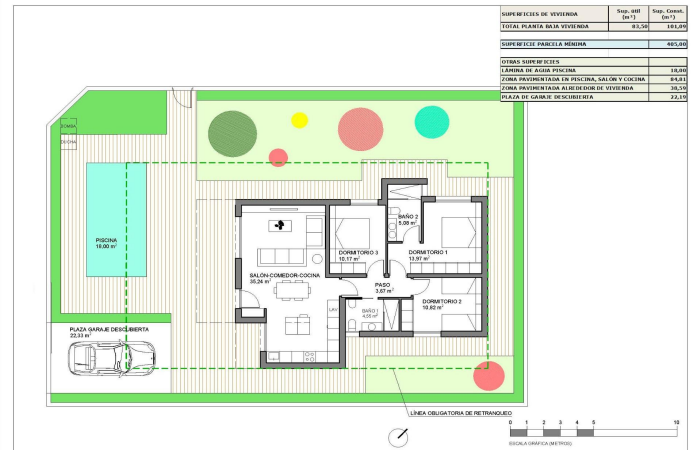 SUPERFICIES DE VIVIENDA Sup. útil (m²) Sup. Const. (m²)
TOTAL PLANTA BAJA VIVIENDA 83,50 101,09
SUPERFICIE PARCELA MÍNIMA 405,00
OTRAS SUPERFICIES
LÁMINA DE AGUA PISCINA 18,00
ZONA PAVIMENTADA EN PISCINA, SALÓN Y COCINA 84,81
ZONA PAVIMENTADA ALREDEDOR DE VIVIENDA 30,59
PLAZA DE GARAJE DESCUBIERTA 22,19
BOMBA
DUCHA
PISCINA
18.00 m²
BAÑO 2
5,08 m²
DORMITORIO 3
10,17 m²
DORMITORIO 1
13,97 m²
SALÓN-COMEDOR-COCINA
35,24 m²
PASO
3,67 m²
DORMITORIO 2
10,82 m²
LAV
BAÑO 1
4,55 m²
PLAZA GARAJE DESCUBIERTA
22,33 m²
LÍNEA OBLIGATORIA DE RETRANQUEO
0 1 2 3 4 5 10
ESCALA GRÁFICA (METROS)